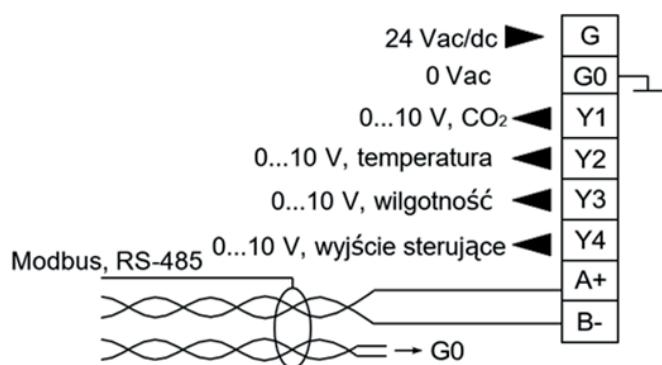 24 Vac/dc G
0 Vac G0
0...10 V, CO₂ Y1
0...10 V, temperatura Y2
0...10 V, wilgotność Y3
0...10 V, wyjście sterujące Y4
Modbus, RS-485
A+
B-
G0